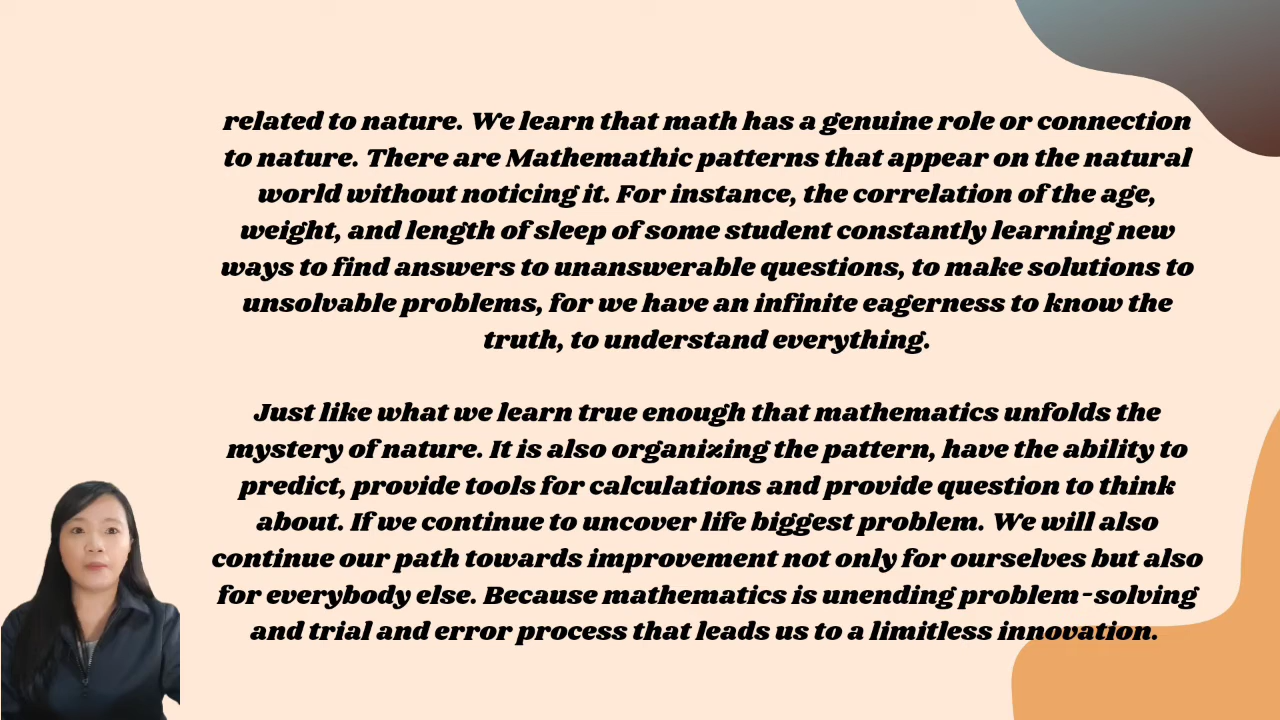 related to nature. We learn that math has a genuine role or connection
to nature. There are Mathemathic patterns that appear on the natural
world without noticing it. For instance, the correlation of the age,
weight, and length of sleep of some student constantly learning new
ways to find answers to unanswerable questions, to make solutions to
unsolvable problems, for we have an infinite eagerness to know the
truth, to understand everything.
Just like what we learn true enough that mathematics unfolds the
mystery of nature. It is also organizing the pattern, have the ability to
predict, provide tools for calculations and provide question to think
about. If we continue to uncover life biggest problem. We will also
continue our path towards improvement not only for ourselves but also
for everybody else. Because mathematics is unending problem-solving
and trial and error process that leads us to a limitless innovation.